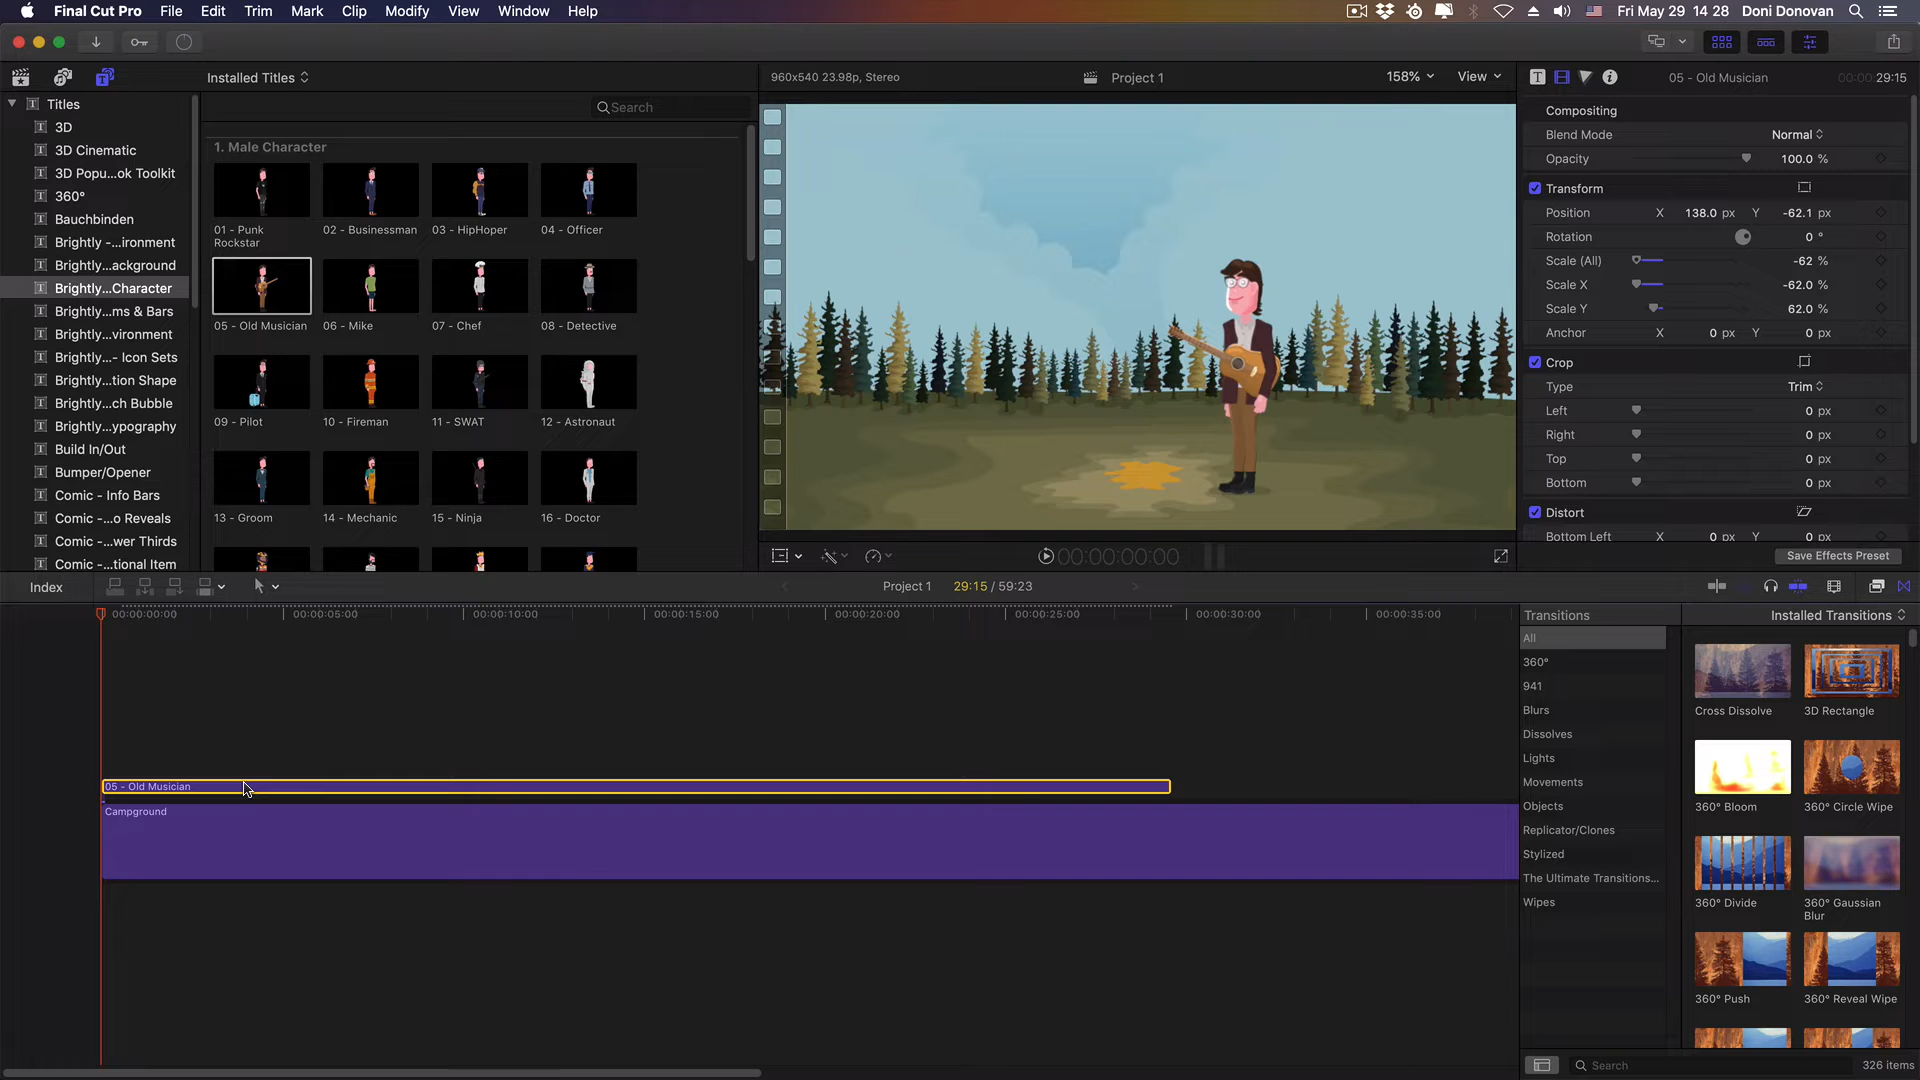 Final Cut Pro File Edit Trim Mark Clip Modify View Window Help
Fri May 29 14 28 Doni Donovan
Installed Titles
960x540 23.98p, Stereo
Project 1
158%
View
05 - Old Musician
00:00:00:29:15
Titles
3D
3D Cinematic
3D Popu...ok Toolkit
360°
Bauchbinden
Brightly -...ironment
Brightly...ackground
Brightly...Character
Brightly...ms & Bars
Brightly...vironment
Brightly...- Icon Sets
Brightly...tion Shape
Brightly...ch Bubble
Brightly...ypography
Build In/Out
Bumper/Opener
Comic - Info Bars
Comic -...o Reveals
Comic -...wer Thirds
Comic -...tional Item
Search
1. Male Character
01 - Punk Rockstar
02 - Businessman
03 - HipHoper
04 - Officer
05 - Old Musician
06 - Mike
07 - Chef
08 - Detective
09 - Pilot
10 - Fireman
11 - SWAT
12 - Astronaut
13 - Groom
14 - Mechanic
15 - Ninja
16 - Doctor
00:00:00:00
Compositing
Blend Mode Normal
Opacity 100.0 %
Transform
Position X 138.0 px Y -62.1 px
Rotation 0 °
Scale (All) -62 %
Scale X -62.0 %
Scale Y 62.0 %
Anchor X 0 px Y 0 px
Crop
Type Trim
Left 0 px
Right 0 px
Top 0 px
Bottom 0 px
Distort
Bottom Left X 0 px Y 0 px
Save Effects Preset
Index
Project 1 29:15 / 59:23
00:00:00:00 00:00:05:00 00:00:10:00 00:00:15:00 00:00:20:00 00:00:25:00 00:00:30:00 00:00:35:00
05 - Old Musician
Campground
Transitions
Installed Transitions
All
360°
941
Blurs
Dissolves
Lights
Movements
Objects
Replicator/Clones
Stylized
The Ultimate Transitions...
Wipes
Cross Dissolve
3D Rectangle
360° Bloom
360° Circle Wipe
360° Divide
360° Gaussian Blur
360° Push
360° Reveal Wipe
Search
326 items